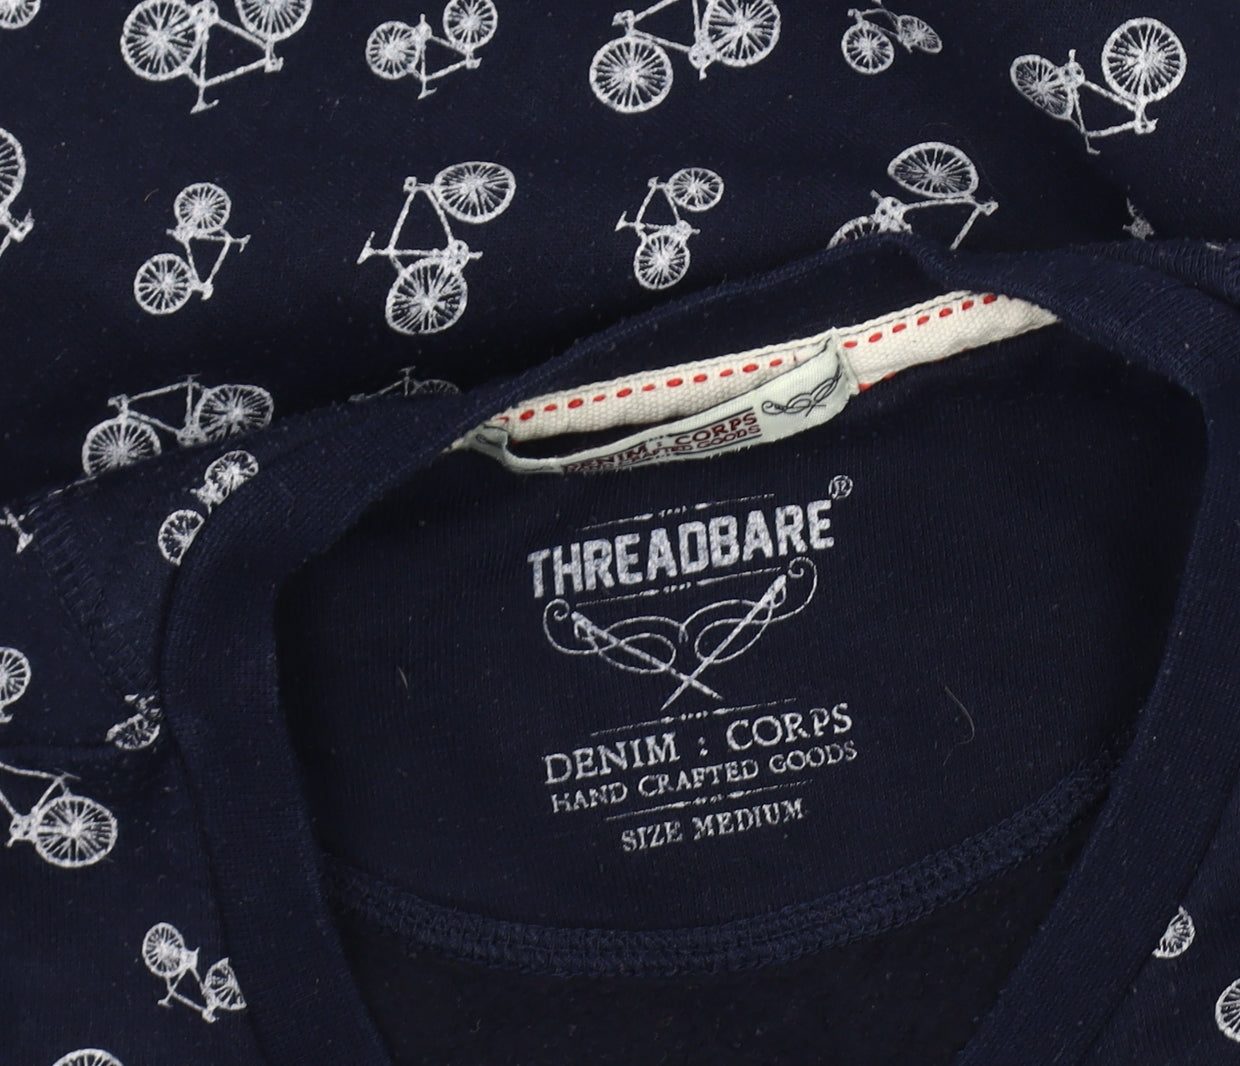 DENIM : CORPS
HAND CRAFTED GOODS
THREADBARE®
DENIM : CORPS
HAND CRAFTED GOODS
SIZE MEDIUM